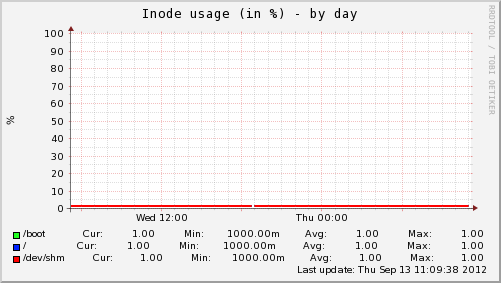 Inode usage (in %) - by day
RRDTOOL / TOBI OETIKER
%
100
90
80
70
60
50
40
30
20
10
0
Wed 12:00 Thu 00:00
/boot Cur: 1.00 Min: 1000.00m Avg: 1.00 Max: 1.00
/ Cur: 1.00 Min: 1000.00m Avg: 1.00 Max: 1.00
/dev/shm Cur: 1.00 Min: 1000.00m Avg: 1.00 Max: 1.00
Last update: Thu Sep 13 11:09:38 2012